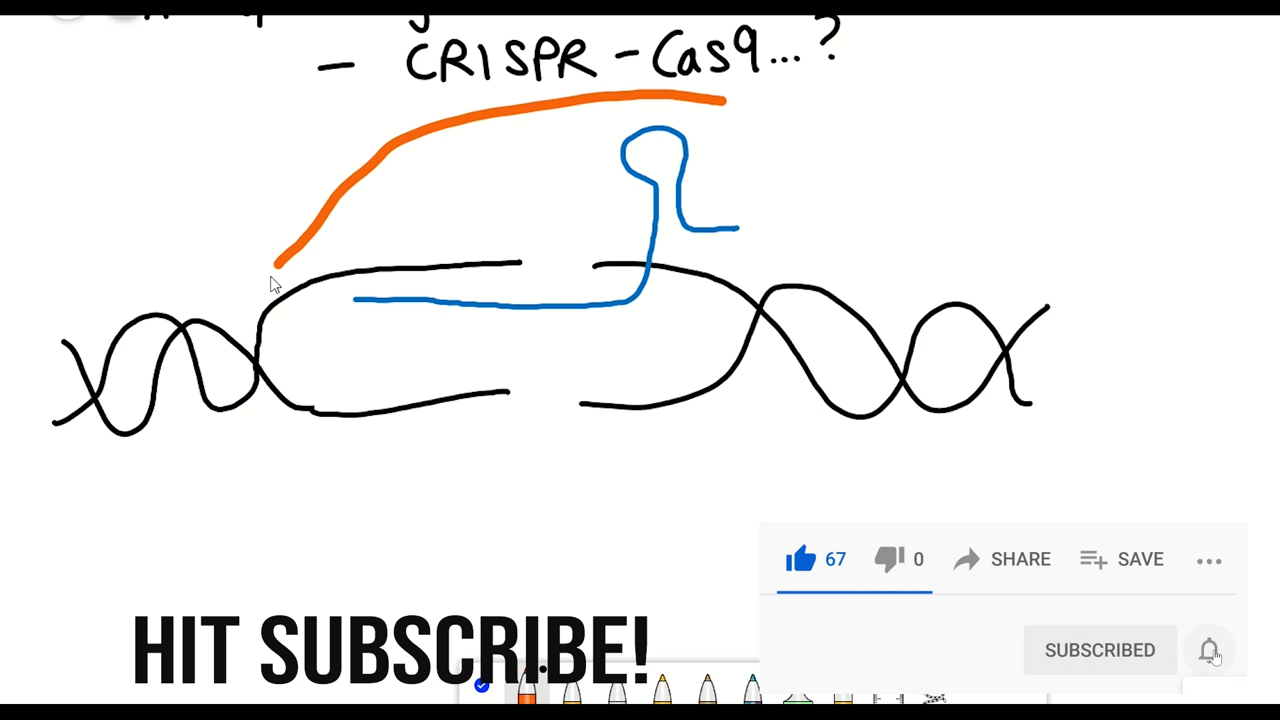 - CRISPR - Cas9...?
67
0
SHARE
SAVE
SUBSCRIBED
HIT SUBSCRIBE!